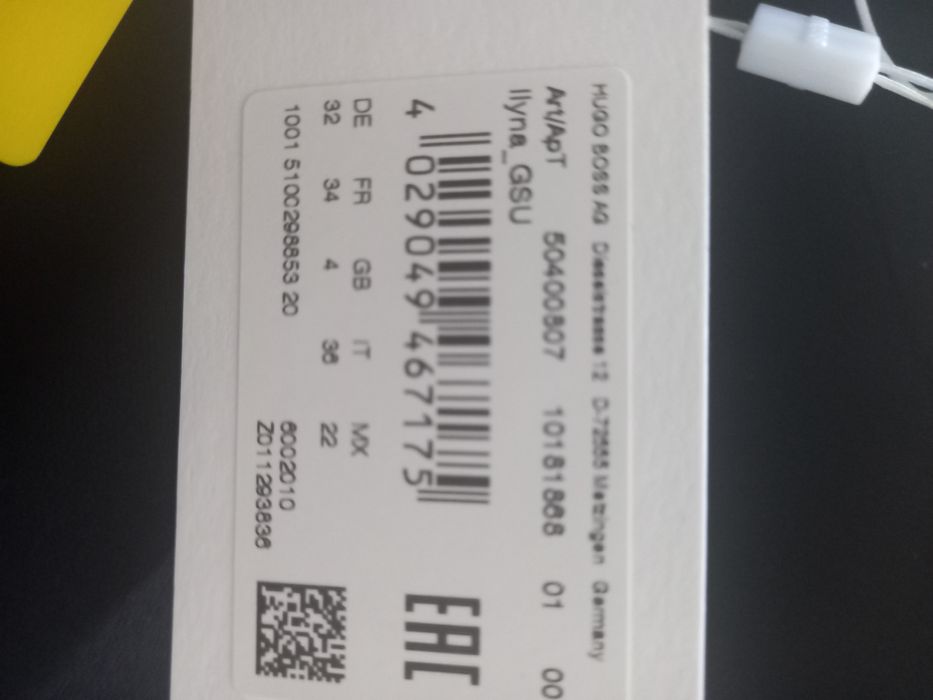 HUGO BOSS AG Dieselstrasse 12 D-72555 Metzingen Germany
Art/ApT 50400807 10181868 01 00
Ilyna_GSU
4 029049 467175
EAC
DE FR GB IT MX
32 34 4 36 22
1001 5100298853 20
6002010
Z011293836